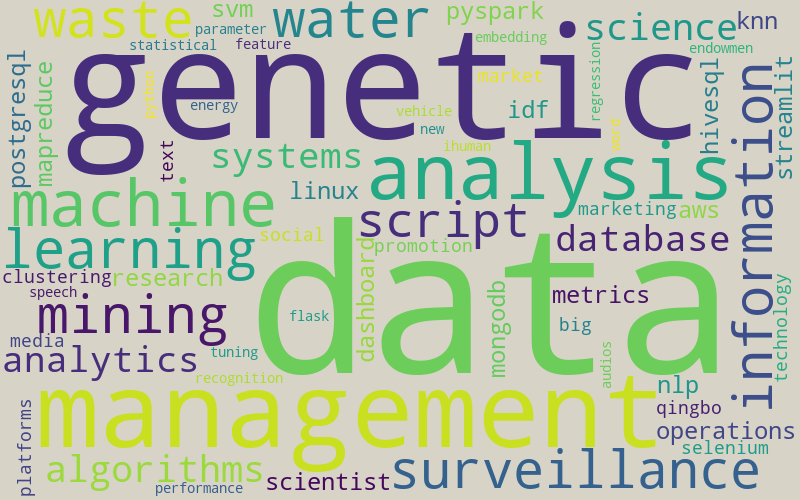 waste
svm
water
pyspark
science
knn
parameter
statistical
feature
embedding
endowmen
postgresql
mapreduce
genetic
python
energy
market
vehicle
new
idf
regression
ward
hivesql
streamlit
text
systems
ihuman
analysis
information
machine
linux
script
marketing
aws
learning
social
promotion
database
clustering
research
dashboard
data
speech
mining
flask
mongodb
metrics
technology
media
big
analytics
tuning
recognition
audios
nlp
management
qingbo
platforms
operations
algorithms
selenium
scientist
surveillance
performance